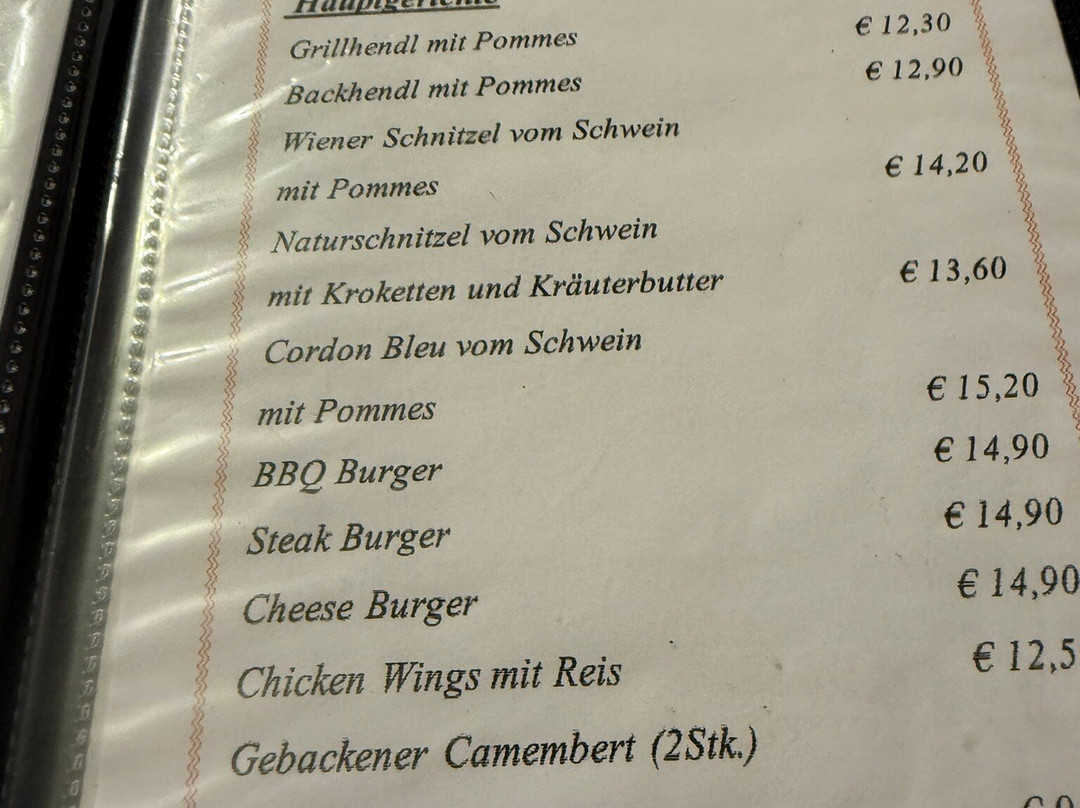 Hauptgerichte
Grillhendl mit Pommes € 12,30
Backhendl mit Pommes € 12,90
Wiener Schnitzel vom Schwein
mit Pommes € 14,20
Naturschnitzel vom Schwein
mit Kroketten und Kräuterbutter € 13,60
Cordon Bleu vom Schwein
mit Pommes € 15,20
BBQ Burger € 14,90
Steak Burger € 14,90
Cheese Burger € 14,90
Chicken Wings mit Reis € 12,5
Gebackener Camembert (2Stk.)